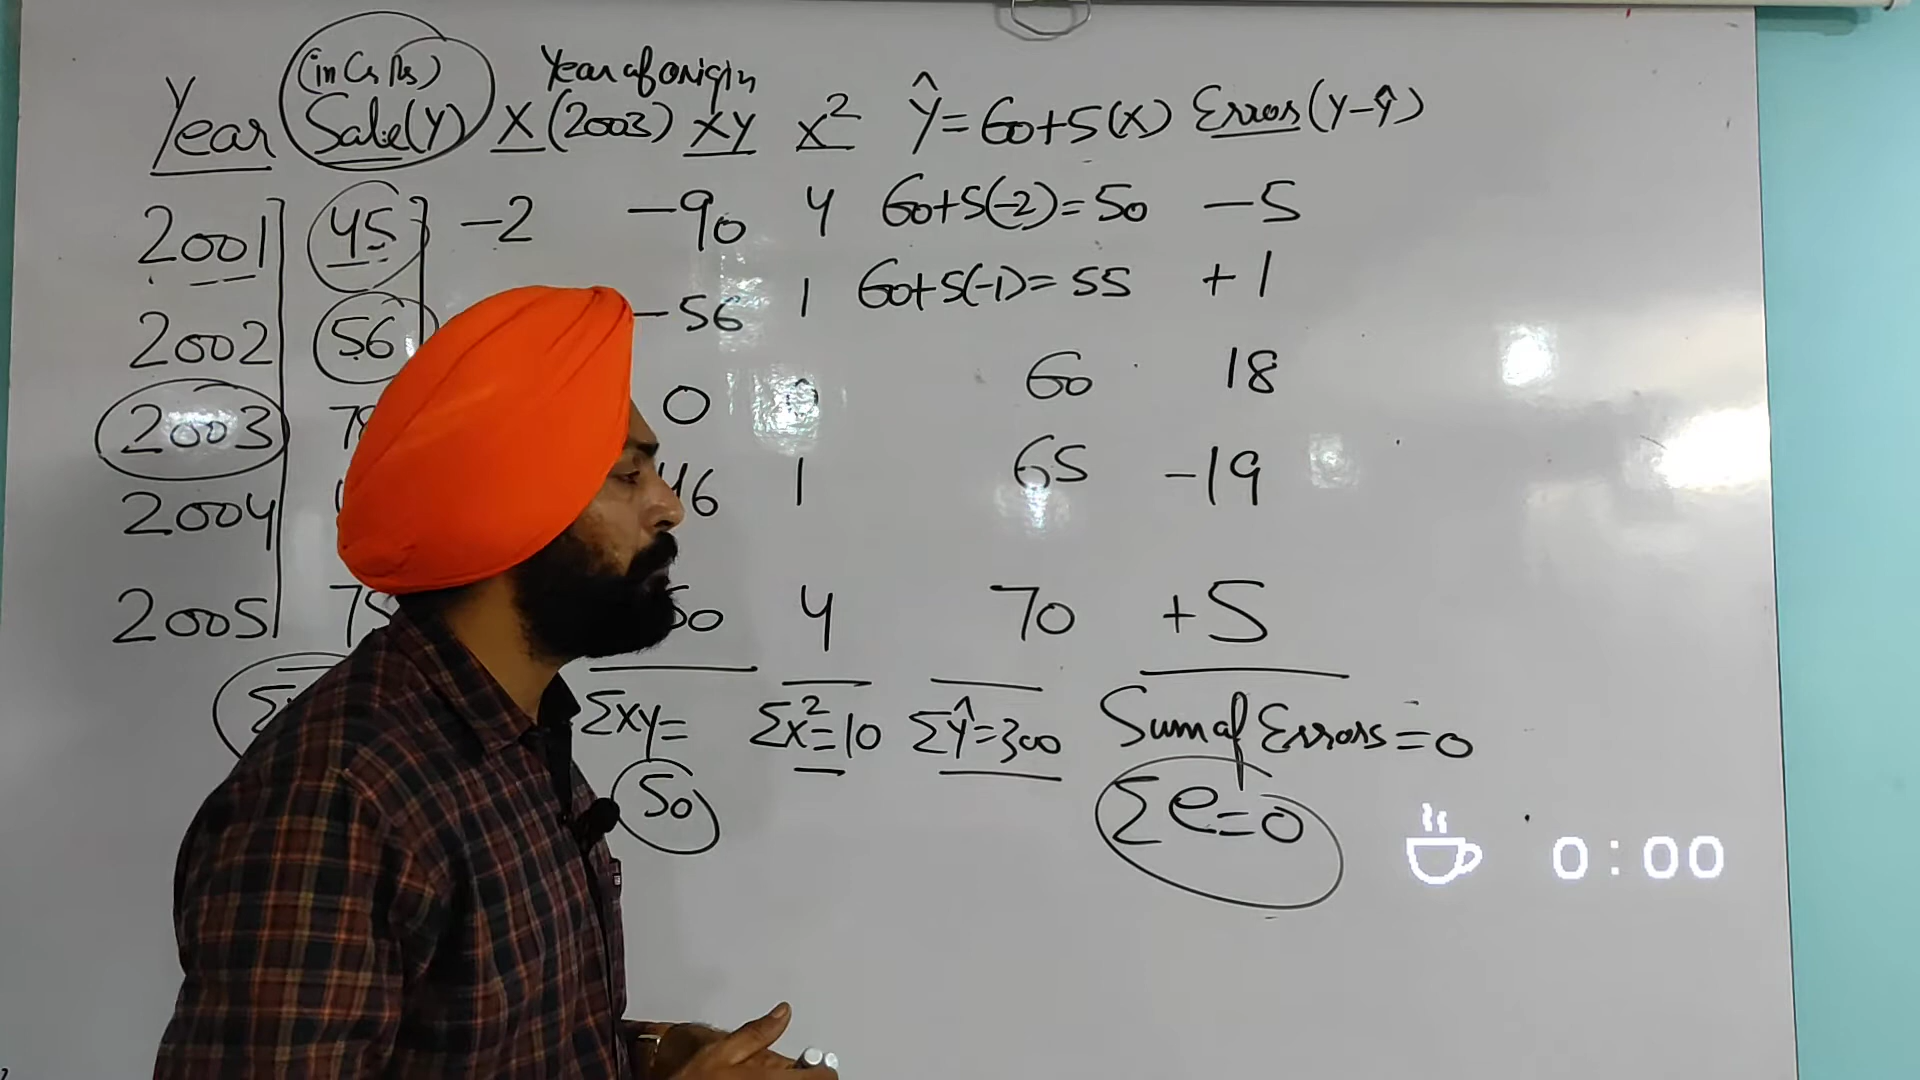 (in Cs Rs) Year of origin
Year Sale(Y) X (2003) XY X² Ŷ=60+5(X) Error(Y-Ŷ)
2001 45 -2 -90 4 60+5(-2)=50 -5
2002 56 -56 1 60+5(-1)=55 +1
2003 0 60 18
2004 46 1 65 -19
2005 75 4 70 +5
ΣXY= ΣX²=10 ΣŶ=300 Sum of Errors=0
50 Σe=0
0:00